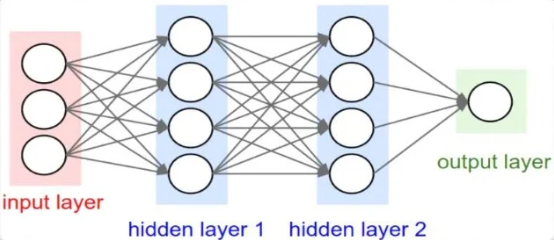 input layer
hidden layer 1
hidden layer 2
output layer